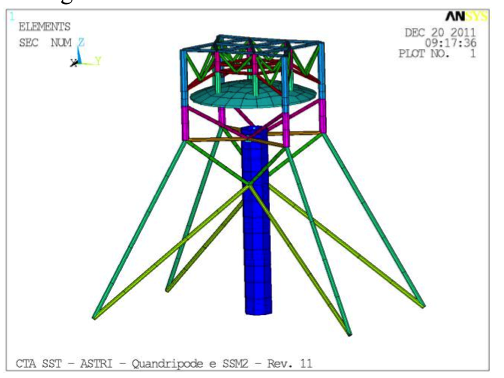 1
ANSYS
ELEMENTS
SEC NUM
DEC 20 2011
09:17:36
PLOT NO. 1
Z
X
Y
CTA SST - ASTRI - Quandripode e SSM2 - Rev. 11